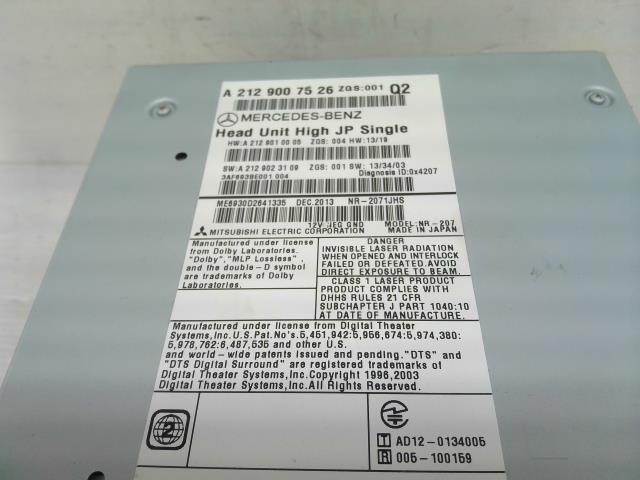 A 212 900 75 26 ZGS:001 Q2
MERCEDES-BENZ
Head Unit High JP Single
HW:A 212 901 00 05 ZGS: 004 HW:13/19
SW:A 212 902 31 09 ZGS: 001 SW: 13/34/03
3AF693BE001 004 Diagnosis ID:0x4207
ME6930D2641335 DEC.2013 NR-2071JHS
12V NEG GND MODEL:NR-207
MITSUBISHI ELECTRIC CORPORATION MADE IN JAPAN
Manufactured under license
from Dolby Laboratories.
"Dolby","MLP Lossless",
and the double-D symbol
are trademarks of Dolby
Laboratories.
DANGER
INVISIBLE LASER RADIATION
WHEN OPENED AND INTERLOCK
FAILED OR DEFEATED.AVOID
DIRECT EXPOSURE TO BEAM.
CLASS 1 LASER PRODUCT
PRODUCT COMPLIES WITH
DHHS RULES 21 CFR
SUBCHAPTER J PART 1040:10
AT DATE OF MANUFACTURE.
Manufactured under license from Digital Theater
Systems,Inc.U.S.Pat.No's.5,451,942:5,956,674:5,974,380:
5,978,762:6,487,535 and other U.S.
and world-wide patents issued and pending."DTS" and
"DTS Digital Surround" are registered trademarks of
Digital Theater Systems,Inc.Copyright 1996,2003
Digital Theater Systems,Inc.All Rights Reserved.
2
T AD12-0134005
R 005-100159